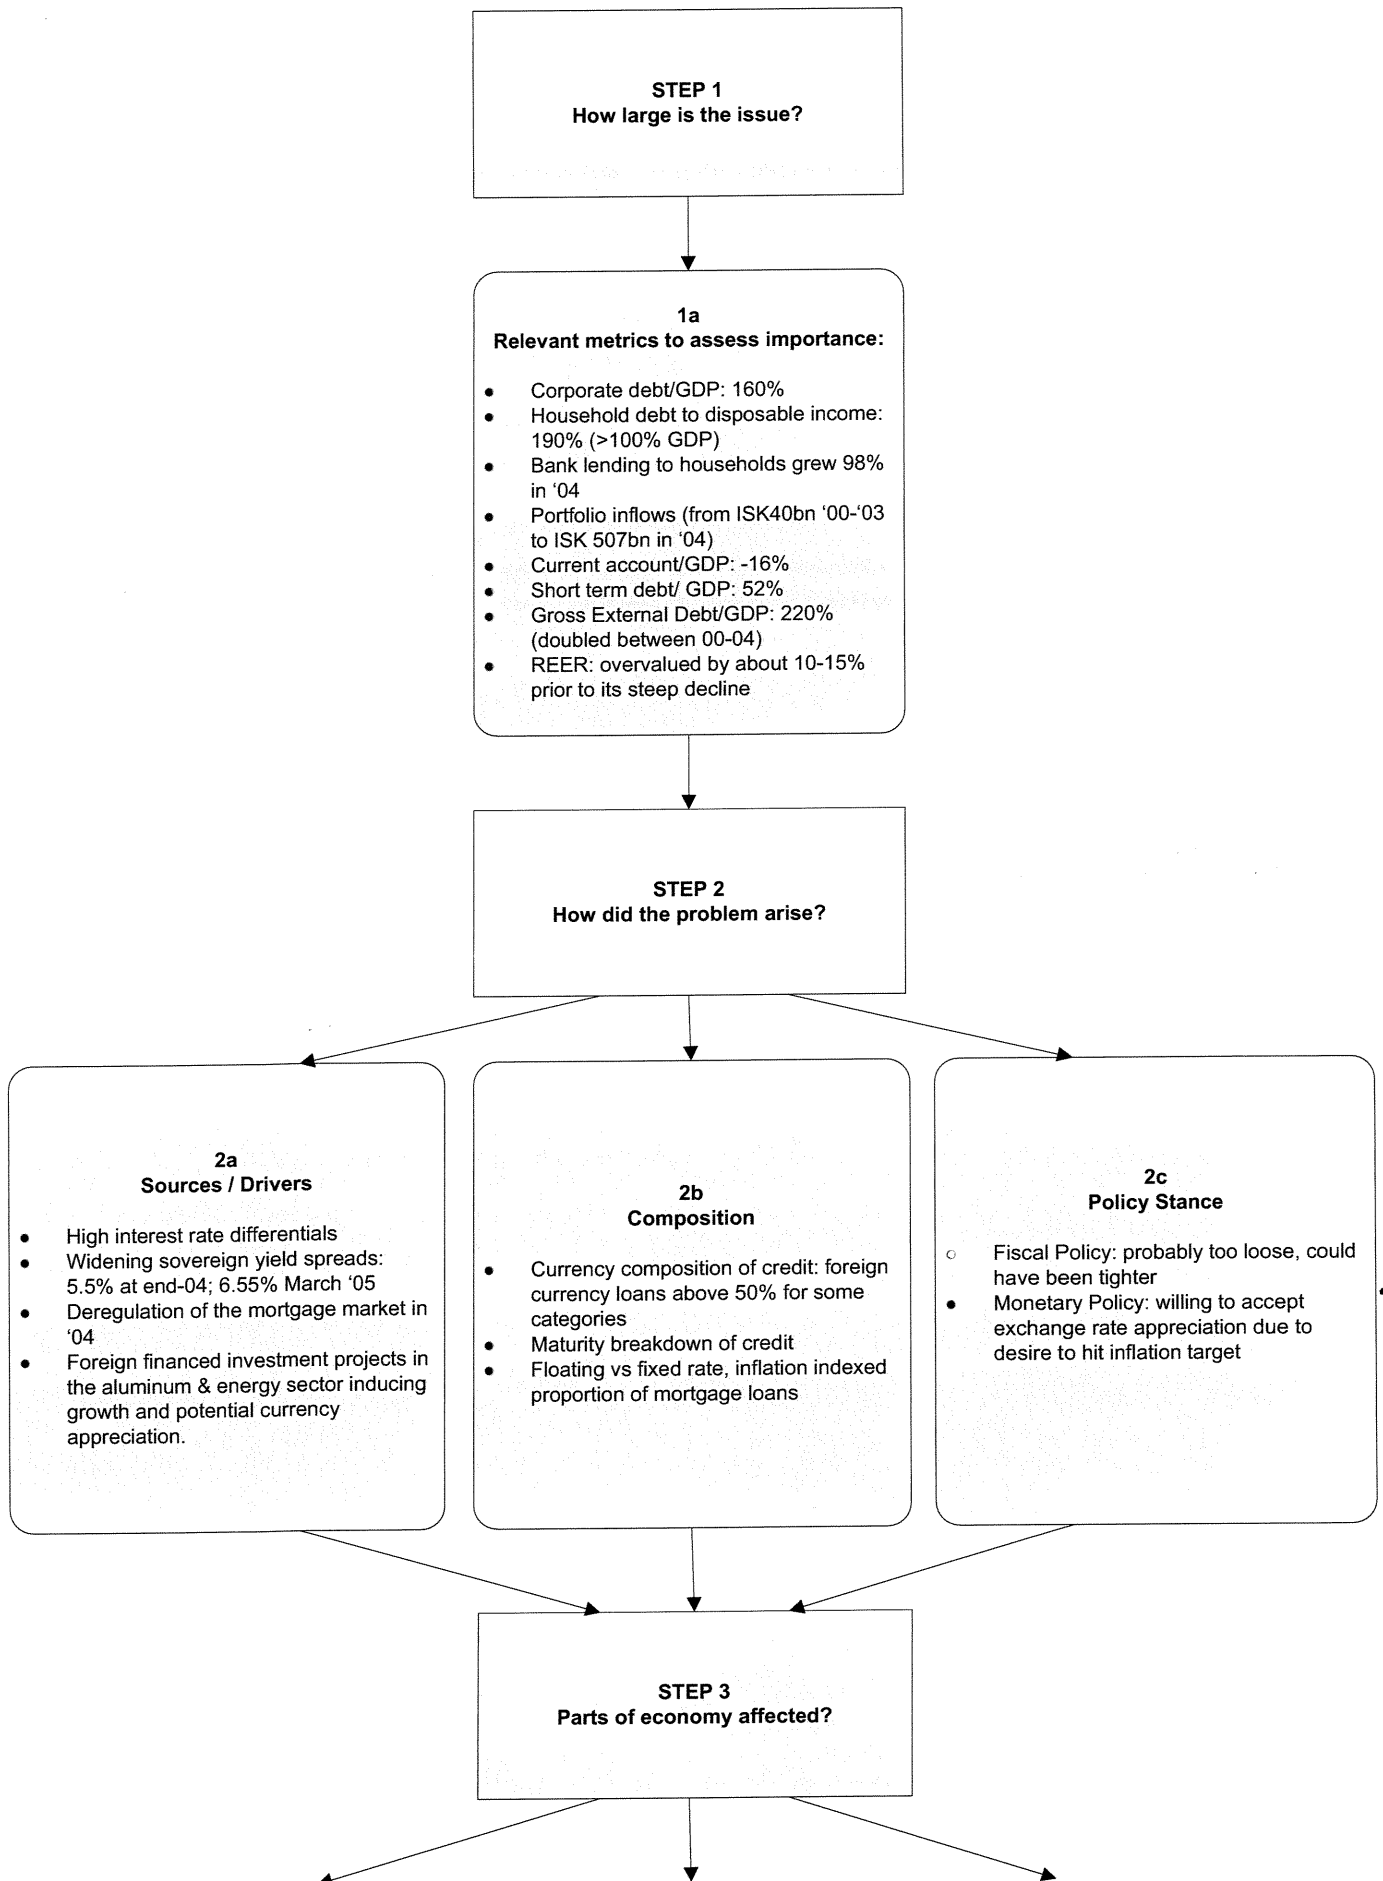 STEP 1
How large is the issue?
1a
Relevant metrics to assess importance:
● Corporate debt/GDP: 160%
● Household debt to disposable income:
190% (>100% GDP)
● Bank lending to households grew 98%
in ‘04
● Portfolio inflows (from ISK40bn ‘00-‘03
to ISK 507bn in ‘04)
● Current account/GDP: -16%
● Short term debt/ GDP: 52%
● Gross External Debt/GDP: 220%
(doubled between 00-04)
● REER: overvalued by about 10-15%
prior to its steep decline
STEP 2
How did the problem arise?
2a
Sources / Drivers
● High interest rate differentials
● Widening sovereign yield spreads:
5.5% at end-04; 6.55% March ‘05
● Deregulation of the mortgage market in
‘04
● Foreign financed investment projects in
the aluminum & energy sector inducing
growth and potential currency
appreciation.
2b
Composition
● Currency composition of credit: foreign
currency loans above 50% for some
categories
● Maturity breakdown of credit
● Floating vs fixed rate, inflation indexed
proportion of mortgage loans
2c
Policy Stance
○ Fiscal Policy: probably too loose, could
have been tighter
● Monetary Policy: willing to accept
exchange rate appreciation due to
desire to hit inflation target
STEP 3
Parts of economy affected?